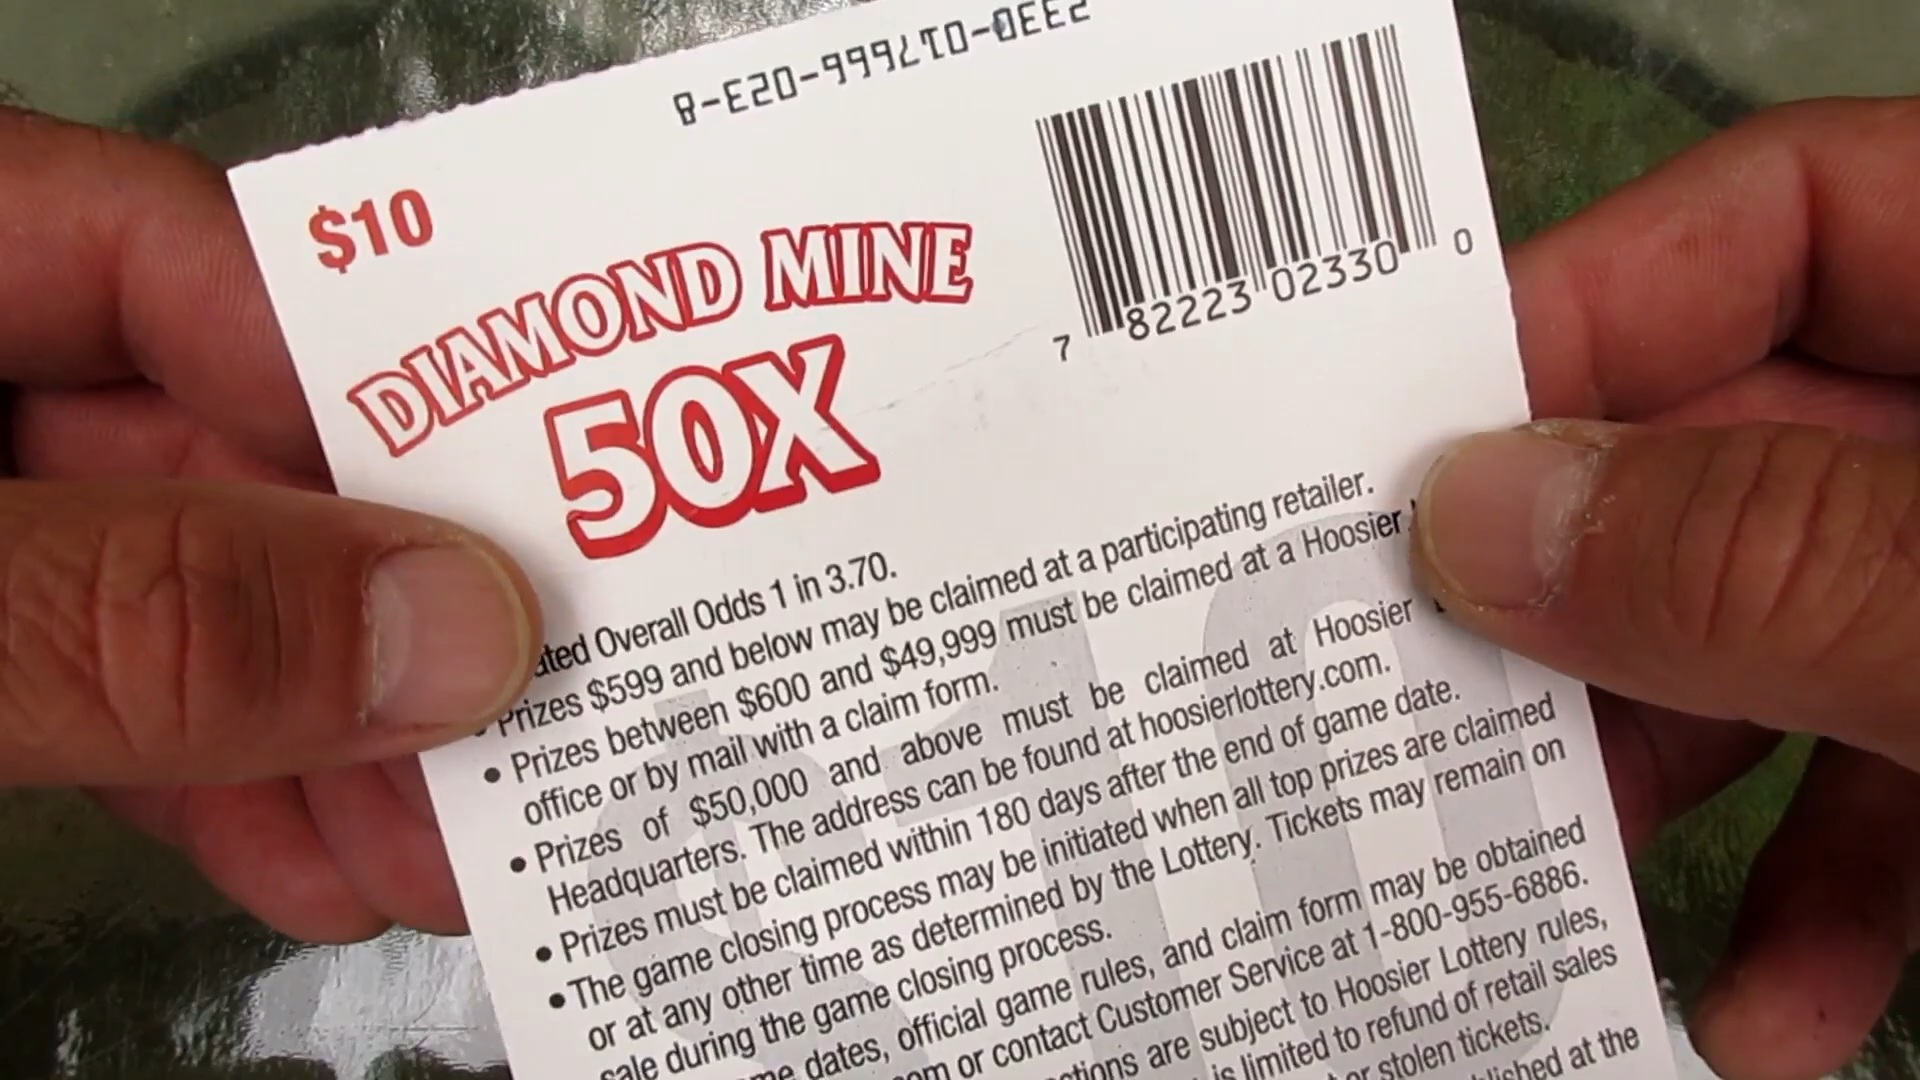 2330-017666-023-8
$10
DIAMOND MINE
50X
7 82223 02330 0
Overall Odds 1 in 3.70.
Prizes $599 and below may be claimed at a participating retailer.
• Prizes between $600 and $49,999 must be claimed at a Hoosier
office or by mail with a claim form.
• Prizes of $50,000 and above must be claimed at Hoosier
Headquarters. The address can be found at hoosierlottery.com.
• Prizes must be claimed within 180 days after the end of game date.
• The game closing process may be initiated when all top prizes are claimed
or at any other time as determined by the Lottery. Tickets may remain on
sale during the game closing process.
dates, official game rules, and claim form may be obtained
or contact Customer Service at 1-800-955-6886.
are subject to Hoosier Lottery rules,
is limited to refund of retail sales
or stolen tickets.
at the
$10